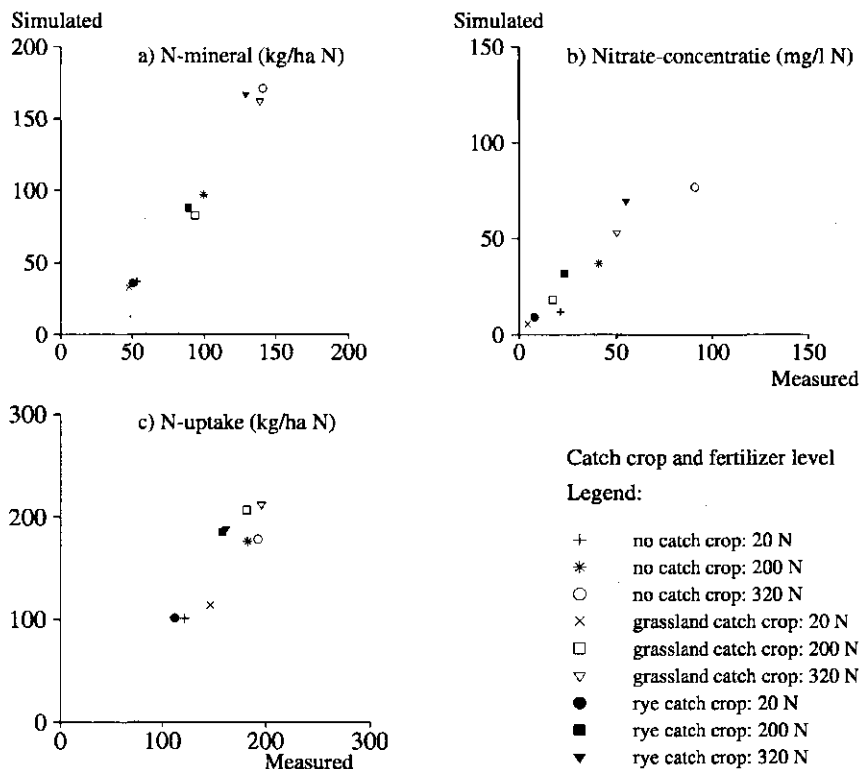 Simulated
a) N-mineral (kg/ha N)
200
150
100
50
0
0 50 100 150 200
Simulated
b) Nitrate-concentratie (mg/l N)
150
100
50
0
0 50 100 150
Measured
c) N-uptake (kg/ha N)
300
200
100
0
0 100 200 300
Measured
Catch crop and fertilizer level
Legend:
no catch crop: 20 N
no catch crop: 200 N
no catch crop: 320 N
grassland catch crop: 20 N
grassland catch crop: 200 N
grassland catch crop: 320 N
rye catch crop: 20 N
rye catch crop: 200 N
rye catch crop: 320 N